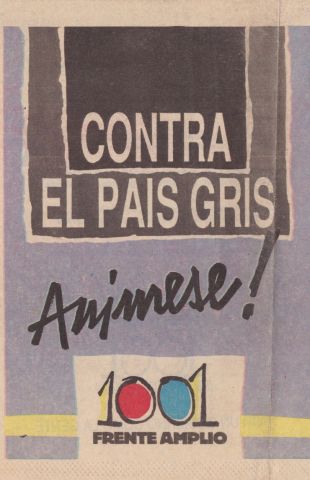 CONTRA
EL PAIS GRIS
Anímese!
1001
FRENTE AMPLIO